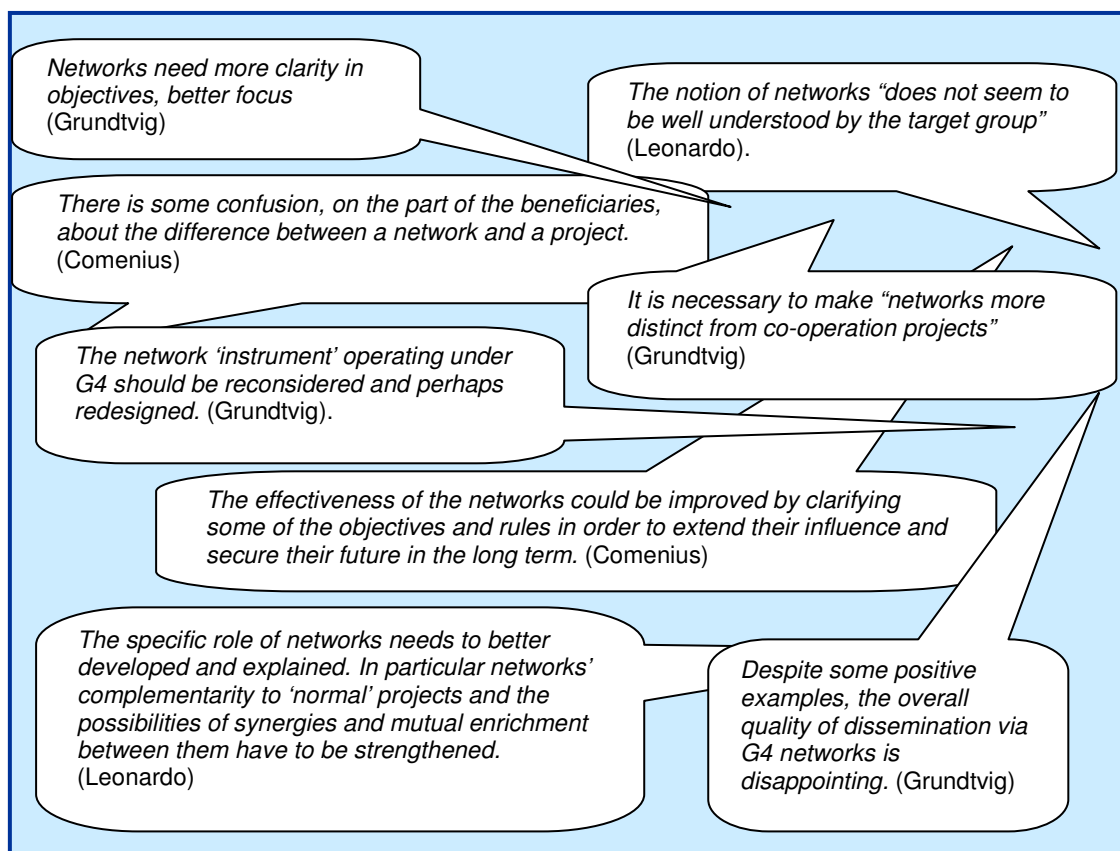 Networks need more clarity in
objectives, better focus
(Grundtvig)
The notion of networks “does not seem to
be well understood by the target group”
(Leonardo).
There is some confusion, on the part of the beneficiaries,
about the difference between a network and a project.
(Comenius)
It is necessary to make “networks more
distinct from co-operation projects”
(Grundtvig)
The network ‘instrument’ operating under
G4 should be reconsidered and perhaps
redesigned. (Grundtvig).
The effectiveness of the networks could be improved by clarifying
some of the objectives and rules in order to extend their influence and
secure their future in the long term. (Comenius)
The specific role of networks needs to better
developed and explained. In particular networks’
complementarity to ‘normal’ projects and the
possibilities of synergies and mutual enrichment
between them have to be strengthened.
(Leonardo)
Despite some positive
examples, the overall
quality of dissemination via
G4 networks is
disappointing. (Grundtvig)